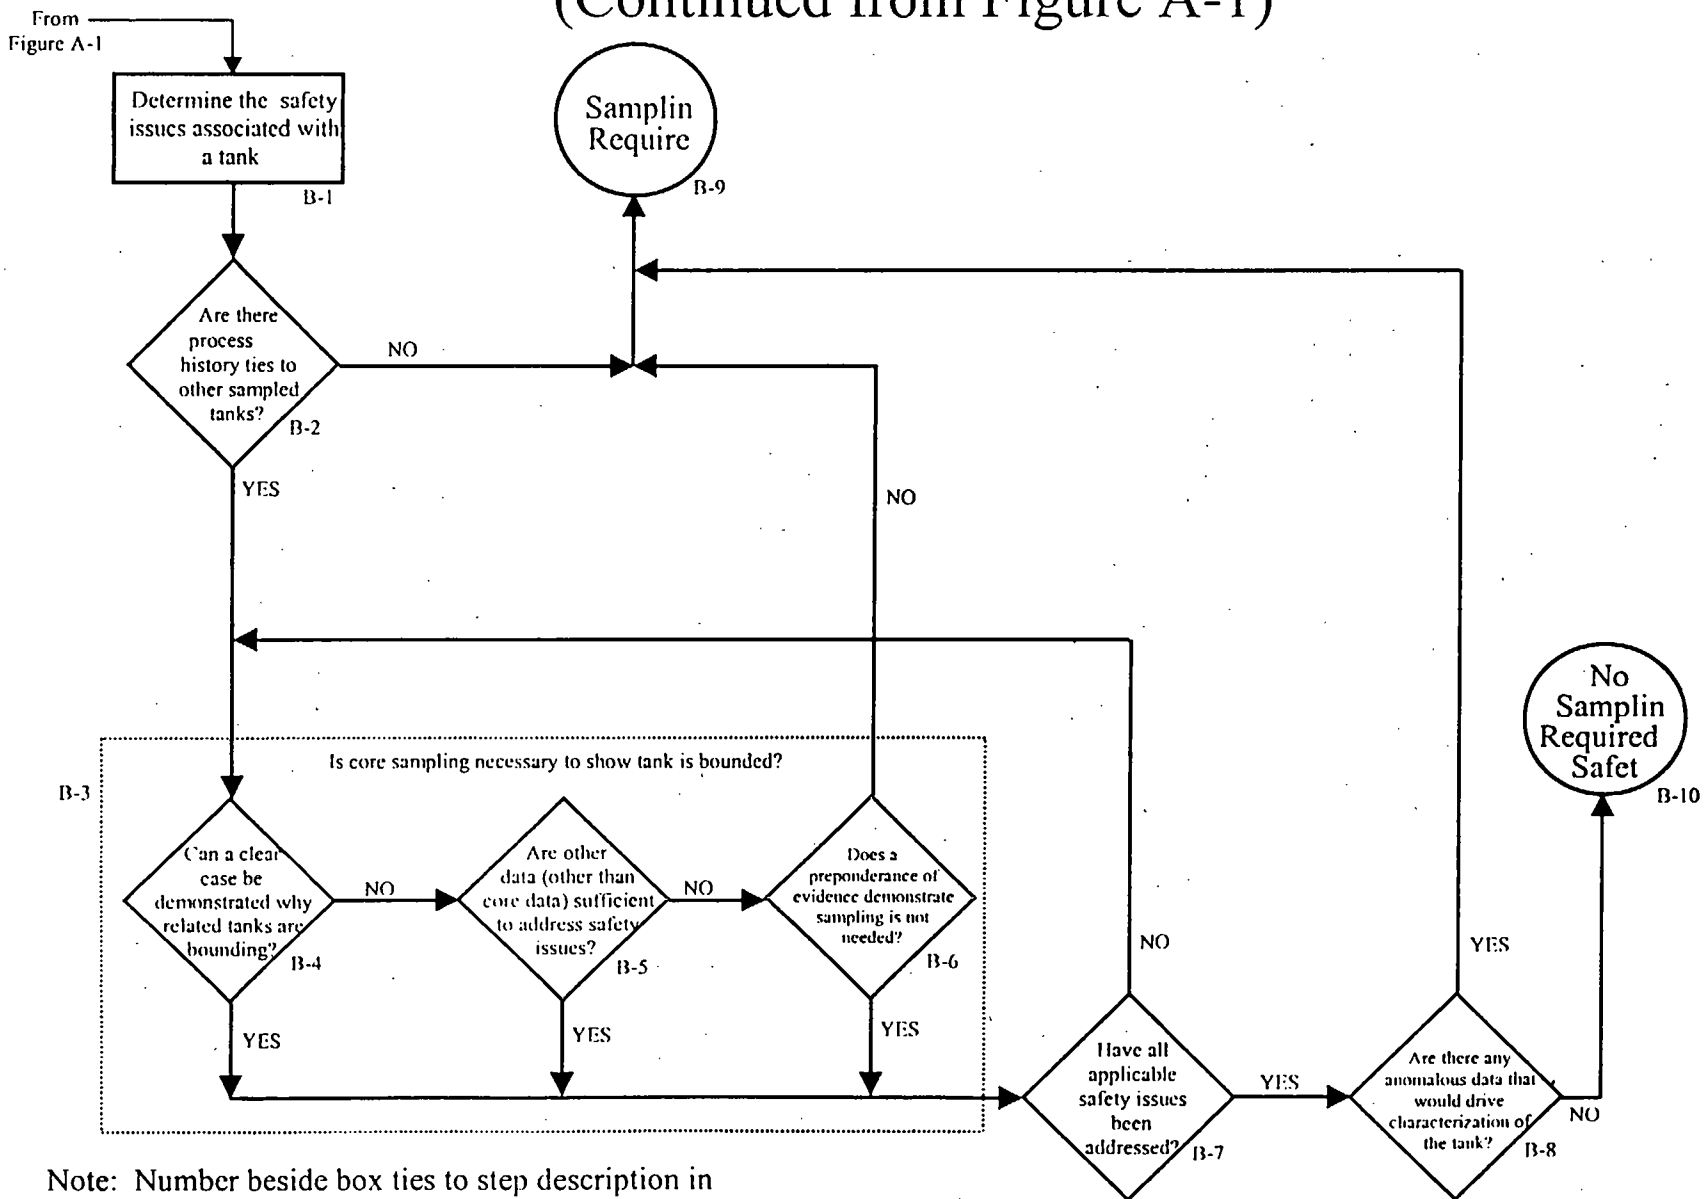 (Continued from Figure A-1)
From
Figure A-1
Determine the safety
issues associated with
a tank
B-1
Samplin
Require
B-9
Are there
process
history ties to
other sampled
tanks?
B-2
NO
YES
NO
Is core sampling necessary to show tank is bounded?
B-3
Can a clear
case be
demonstrated why
related tanks are
bounding?
B-4
NO
YES
Are other
data (other than
core data) sufficient
to address safety
issues?
B-5
NO
YES
Does a
preponderance of
evidence demonstrate
sampling is not
needed?
B-6
YES
Have all
applicable
safety issues
been
addressed?
B-7
NO
YES
Are there any
anomalous data that
would drive
characterization of
the tank?
B-8
YES
NO
No
Samplin
Required
Safet
B-10
Note: Number beside box ties to step description in